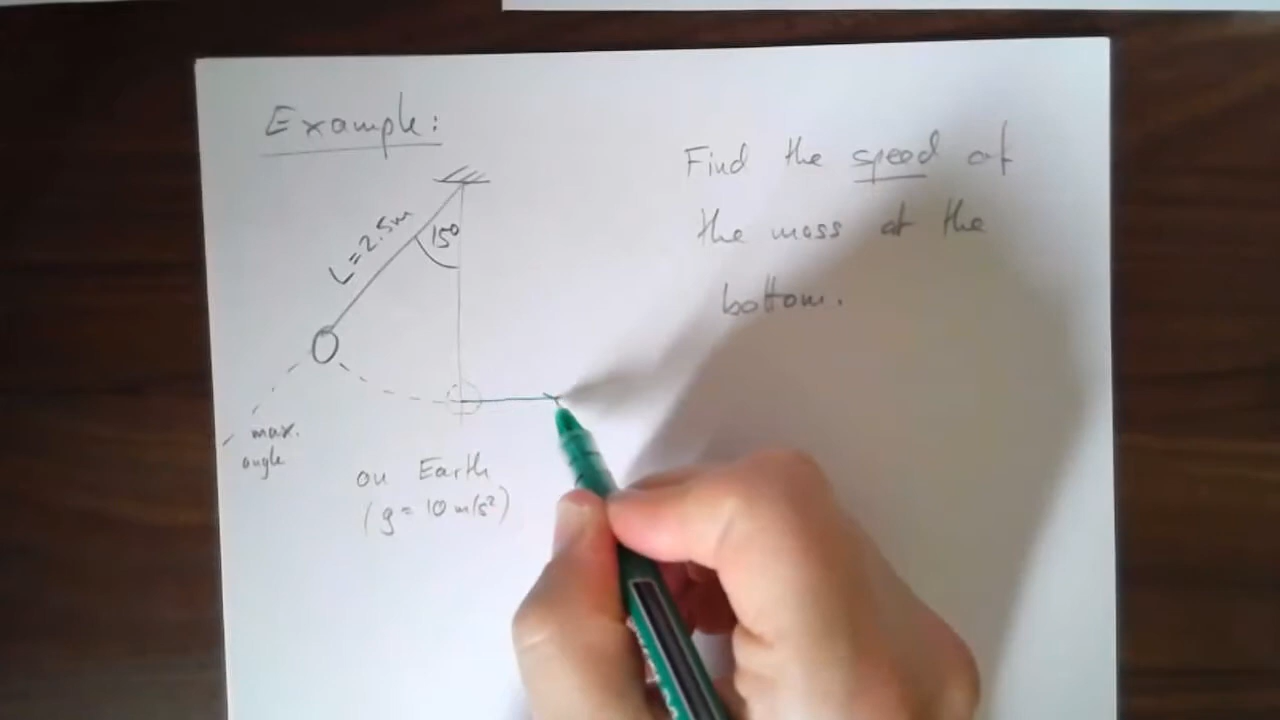 Example:
L=2.5m
15°
max.
angle
on Earth
(g = 10 m/s²)
Find the speed of
the mass at the
bottom.